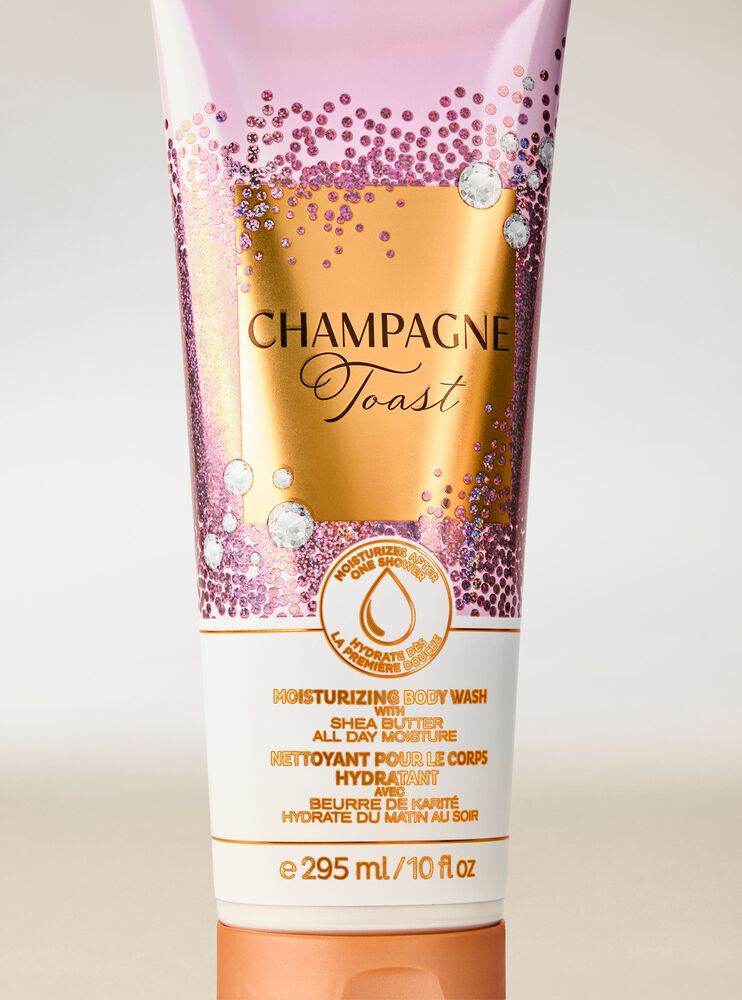 CHAMPAGNE
Toast
MOISTURIZES AFTER
ONE SHOWER
HYDRATE DÈS
LA PREMIÈRE DOUCHE
MOISTURIZING BODY WASH
WITH
SHEA BUTTER
ALL DAY MOISTURE
NETTOYANT POUR LE CORPS
HYDRATANT
AVEC
BEURRE DE KARITÉ
HYDRATE DU MATIN AU SOIR
e 295 ml/10 fl oz